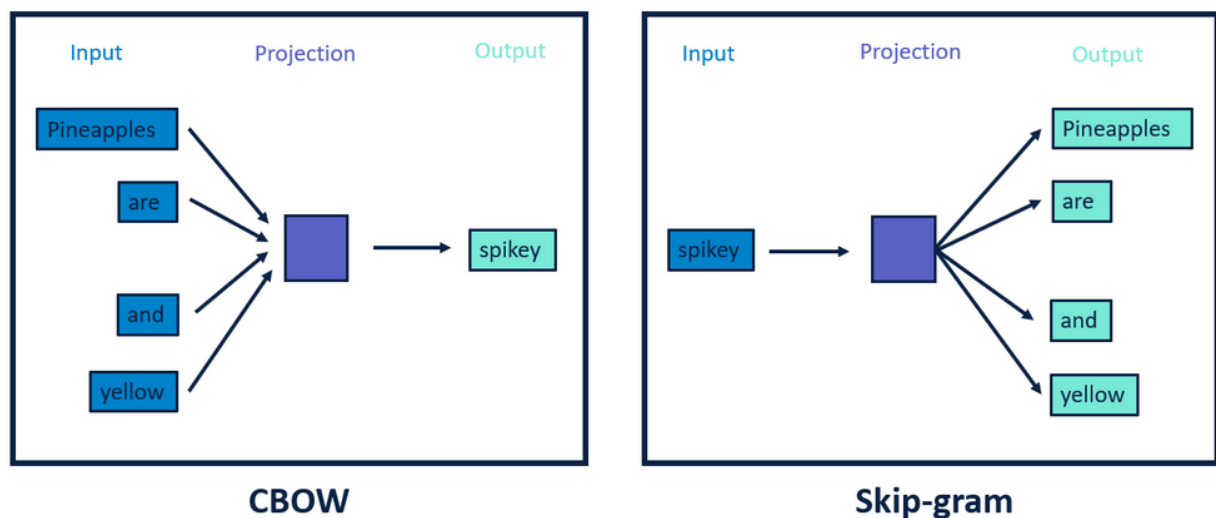 Input
Projection
Output
Pineapples
are
and
yellow
spikey
CBOW
Input
Projection
Output
spikey
Pineapples
are
and
yellow
Skip-gram